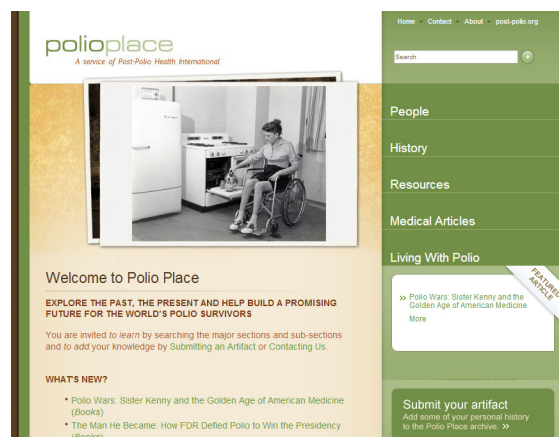 Home • Contact • About • post-polio.org
polioplace
A service of Post-Polio Health International
Search
People
History
Resources
Medical Articles
Living With Polio
FEATURED
ARTICLE
» Polio Wars: Sister Kenny and the
Golden Age of American Medicine
More
Welcome to Polio Place
EXPLORE THE PAST, THE PRESENT AND HELP BUILD A PROMISING
FUTURE FOR THE WORLD'S POLIO SURVIVORS
You are invited to learn by searching the major sections and sub-sections
and to add your knowledge by Submitting an Artifact or Contacting Us.
WHAT'S NEW?
• Polio Wars: Sister Kenny and the Golden Age of American Medicine
(Books)
• The Man He Became: How FDR Defied Polio to Win the Presidency
(Books)
Submit your artifact
Add some of your personal history
to the Polio Place archive. »